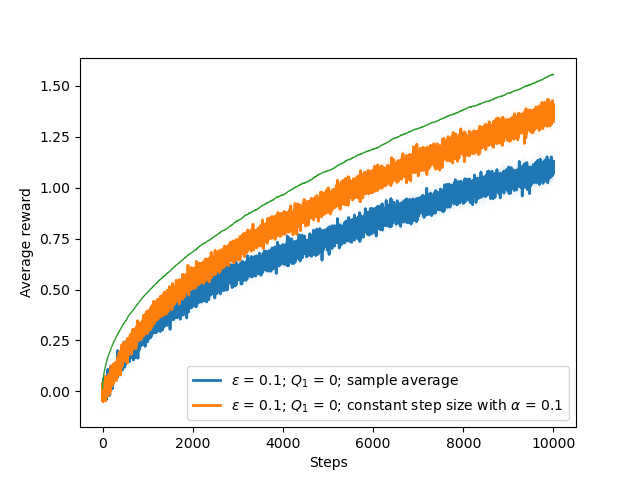 1.50
1.25
1.00
0.75
0.50
0.25
0.00
Average reward
ε = 0.1; Q₁ = 0; sample average
ε = 0.1; Q₁ = 0; constant step size with α = 0.1
0 2000 4000 6000 8000 10000
Steps